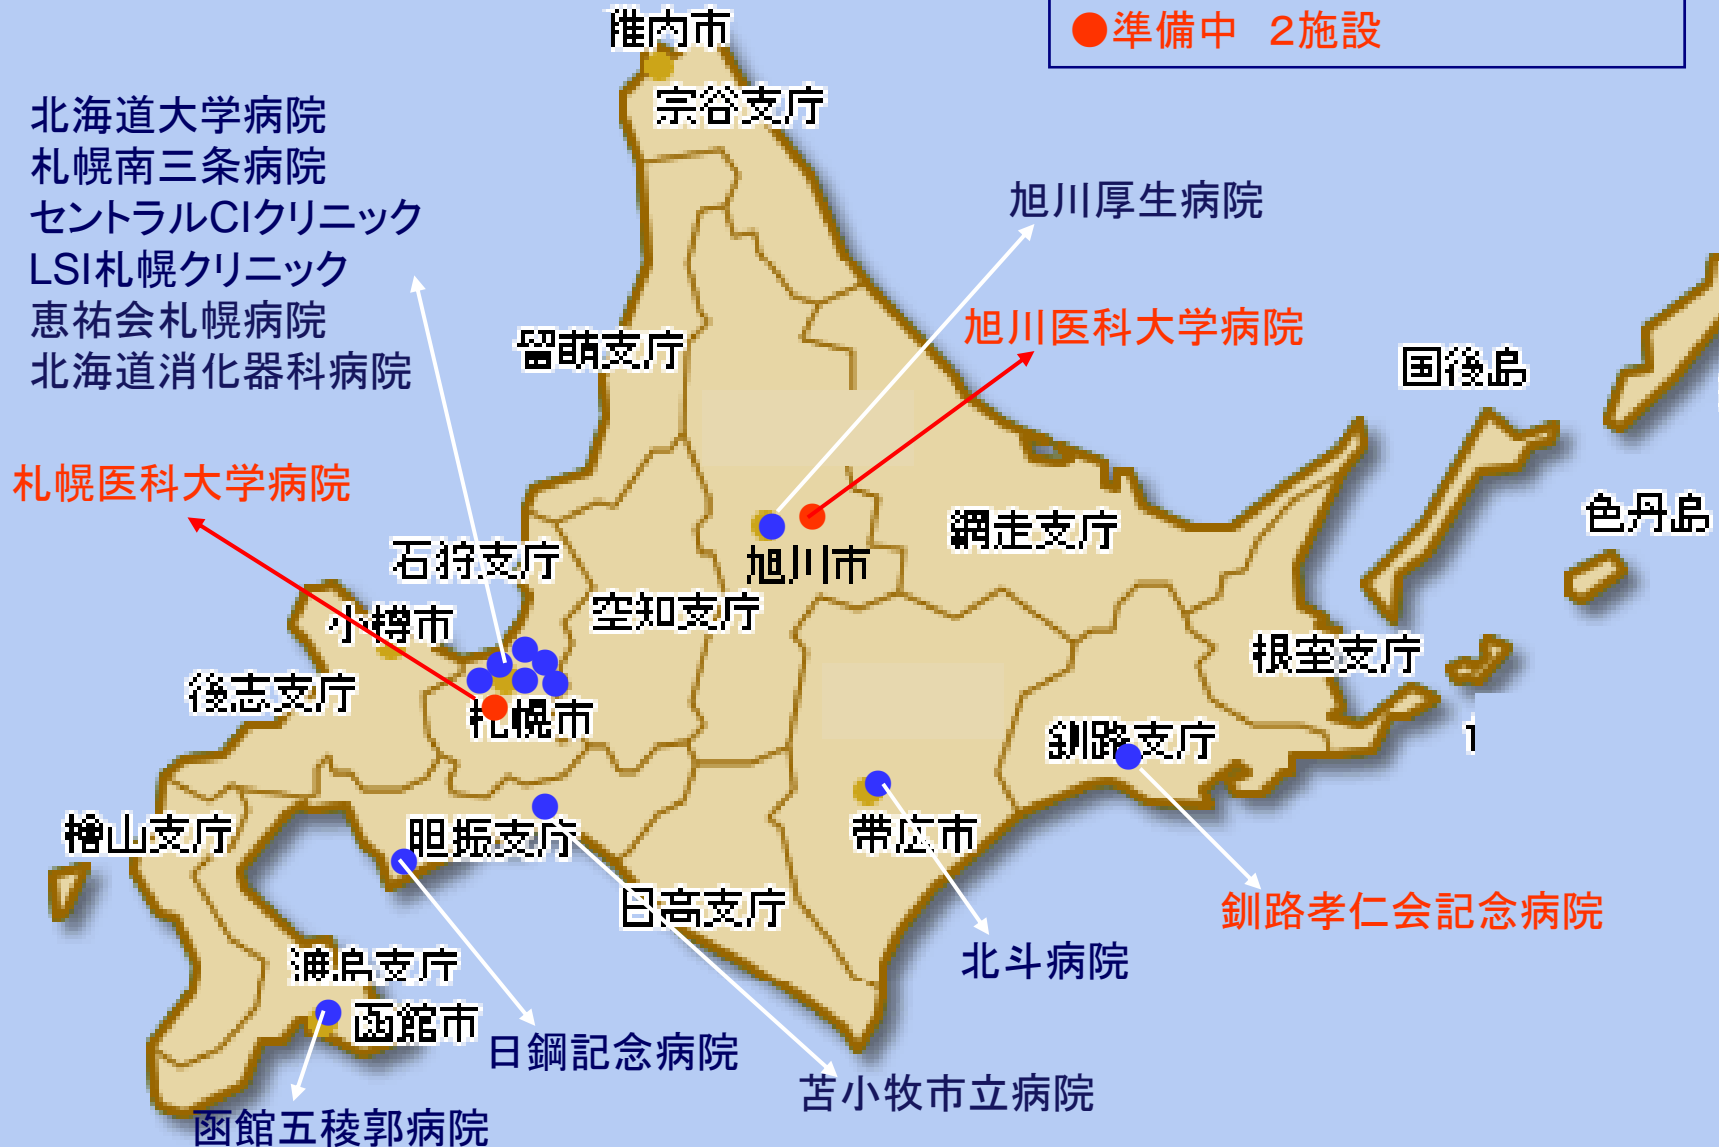 ●準備中 2施設
稚内市
宗谷支庁
北海道大学病院
札幌南三条病院
セントラルCIクリニック
LSI札幌クリニック
恵祐会札幌病院
北海道消化器科病院
旭川厚生病院
旭川医科大学病院
留萌支庁
国後島
札幌医科大学病院
色丹島
網走支庁
石狩支庁
旭川市
空知支庁
小樽市
根室支庁
後志支庁
札幌市
釧路支庁
檜山支庁
胆振支庁
帯広市
日高支庁
釧路孝仁会記念病院
北斗病院
渡島支庁
函館市
日鋼記念病院
苫小牧市立病院
函館五稜郭病院